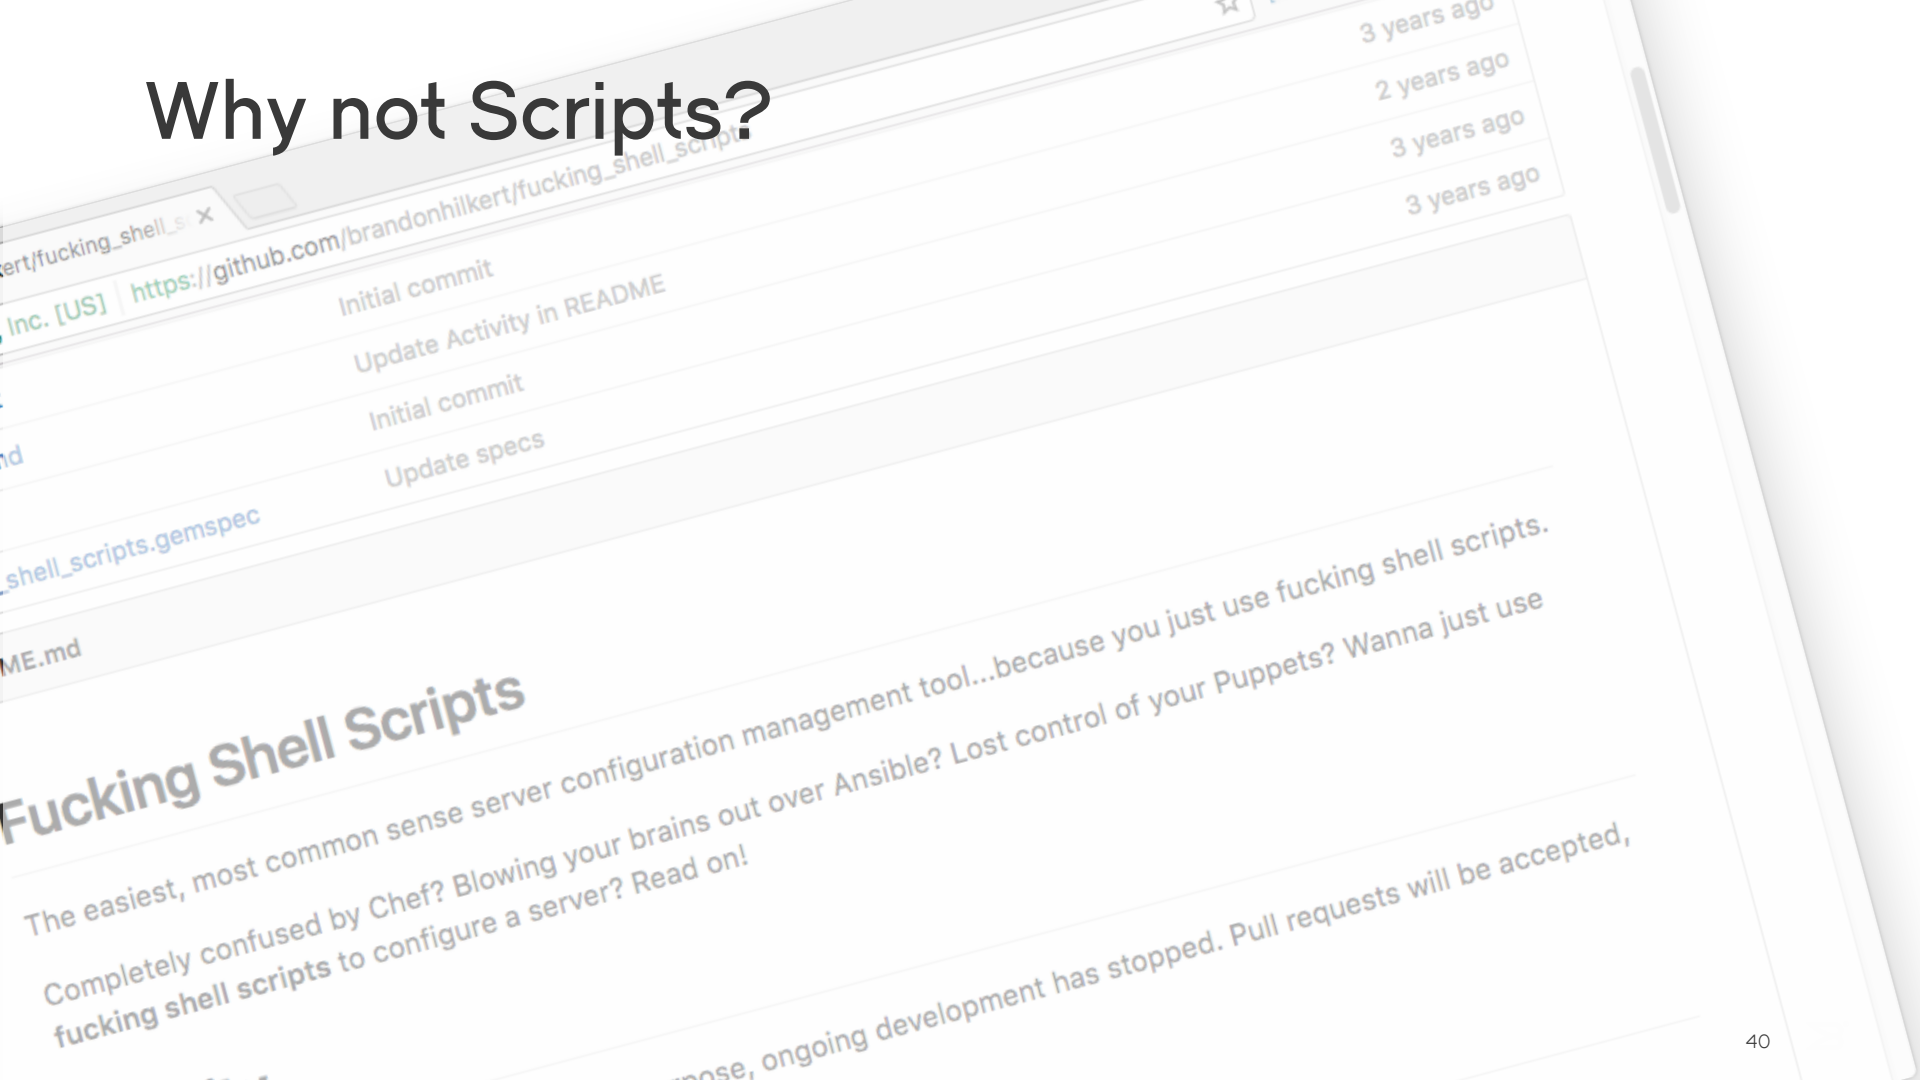 Why not Scripts?
3 years ago
2 years ago
3 years ago
3 years ago
ert/fucking_shell_s
Inc. [US] https://github.com/brandonhilkert/fucking_shell_scripts
Initial commit
Update Activity in README
Initial commit
Update specs
_shell_scripts.gemspec
ME.md
Fucking Shell Scripts
The easiest, most common sense server configuration management tool...because you just use fucking shell scripts.
Completely confused by Chef? Blowing your brains out over Ansible? Lost control of your Puppets? Wanna just use
fucking shell scripts to configure a server? Read on!
rpose, ongoing development has stopped. Pull requests will be accepted,
40